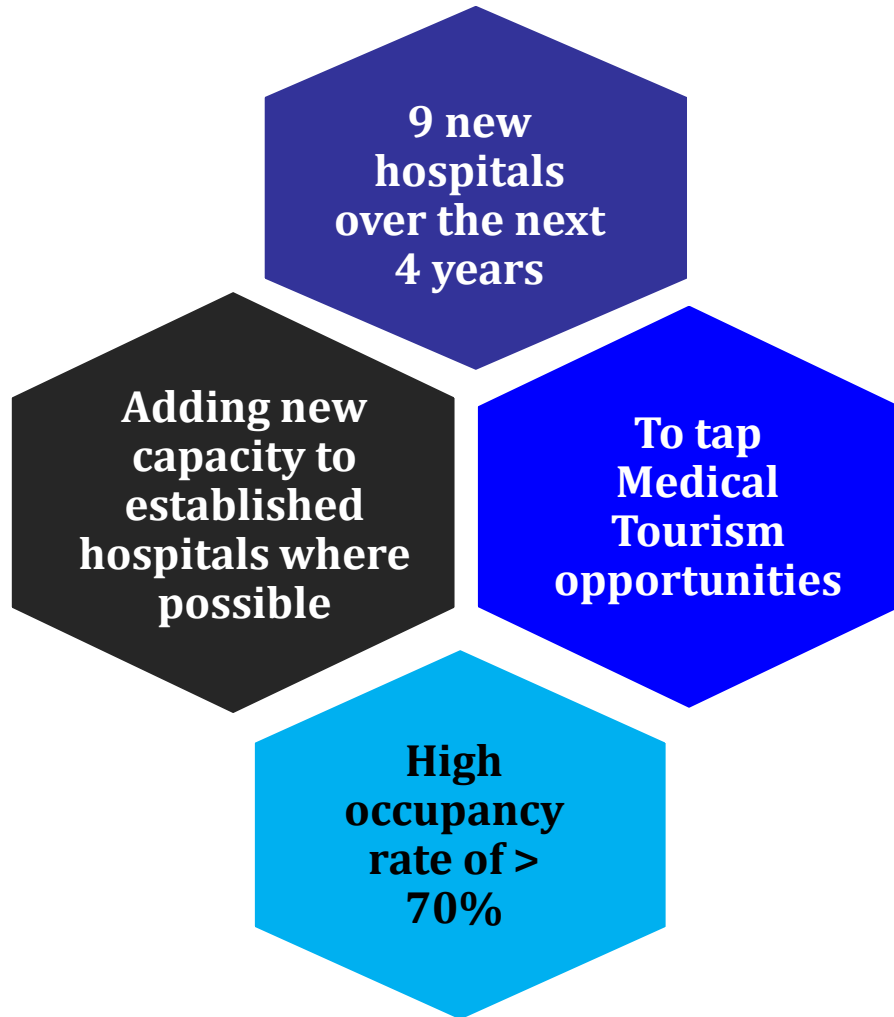 9 new
hospitals
over the next
4 years
Adding new
capacity to
established
hospitals where
possible
To tap
Medical
Tourism
opportunities
High
occupancy
rate of >
70%